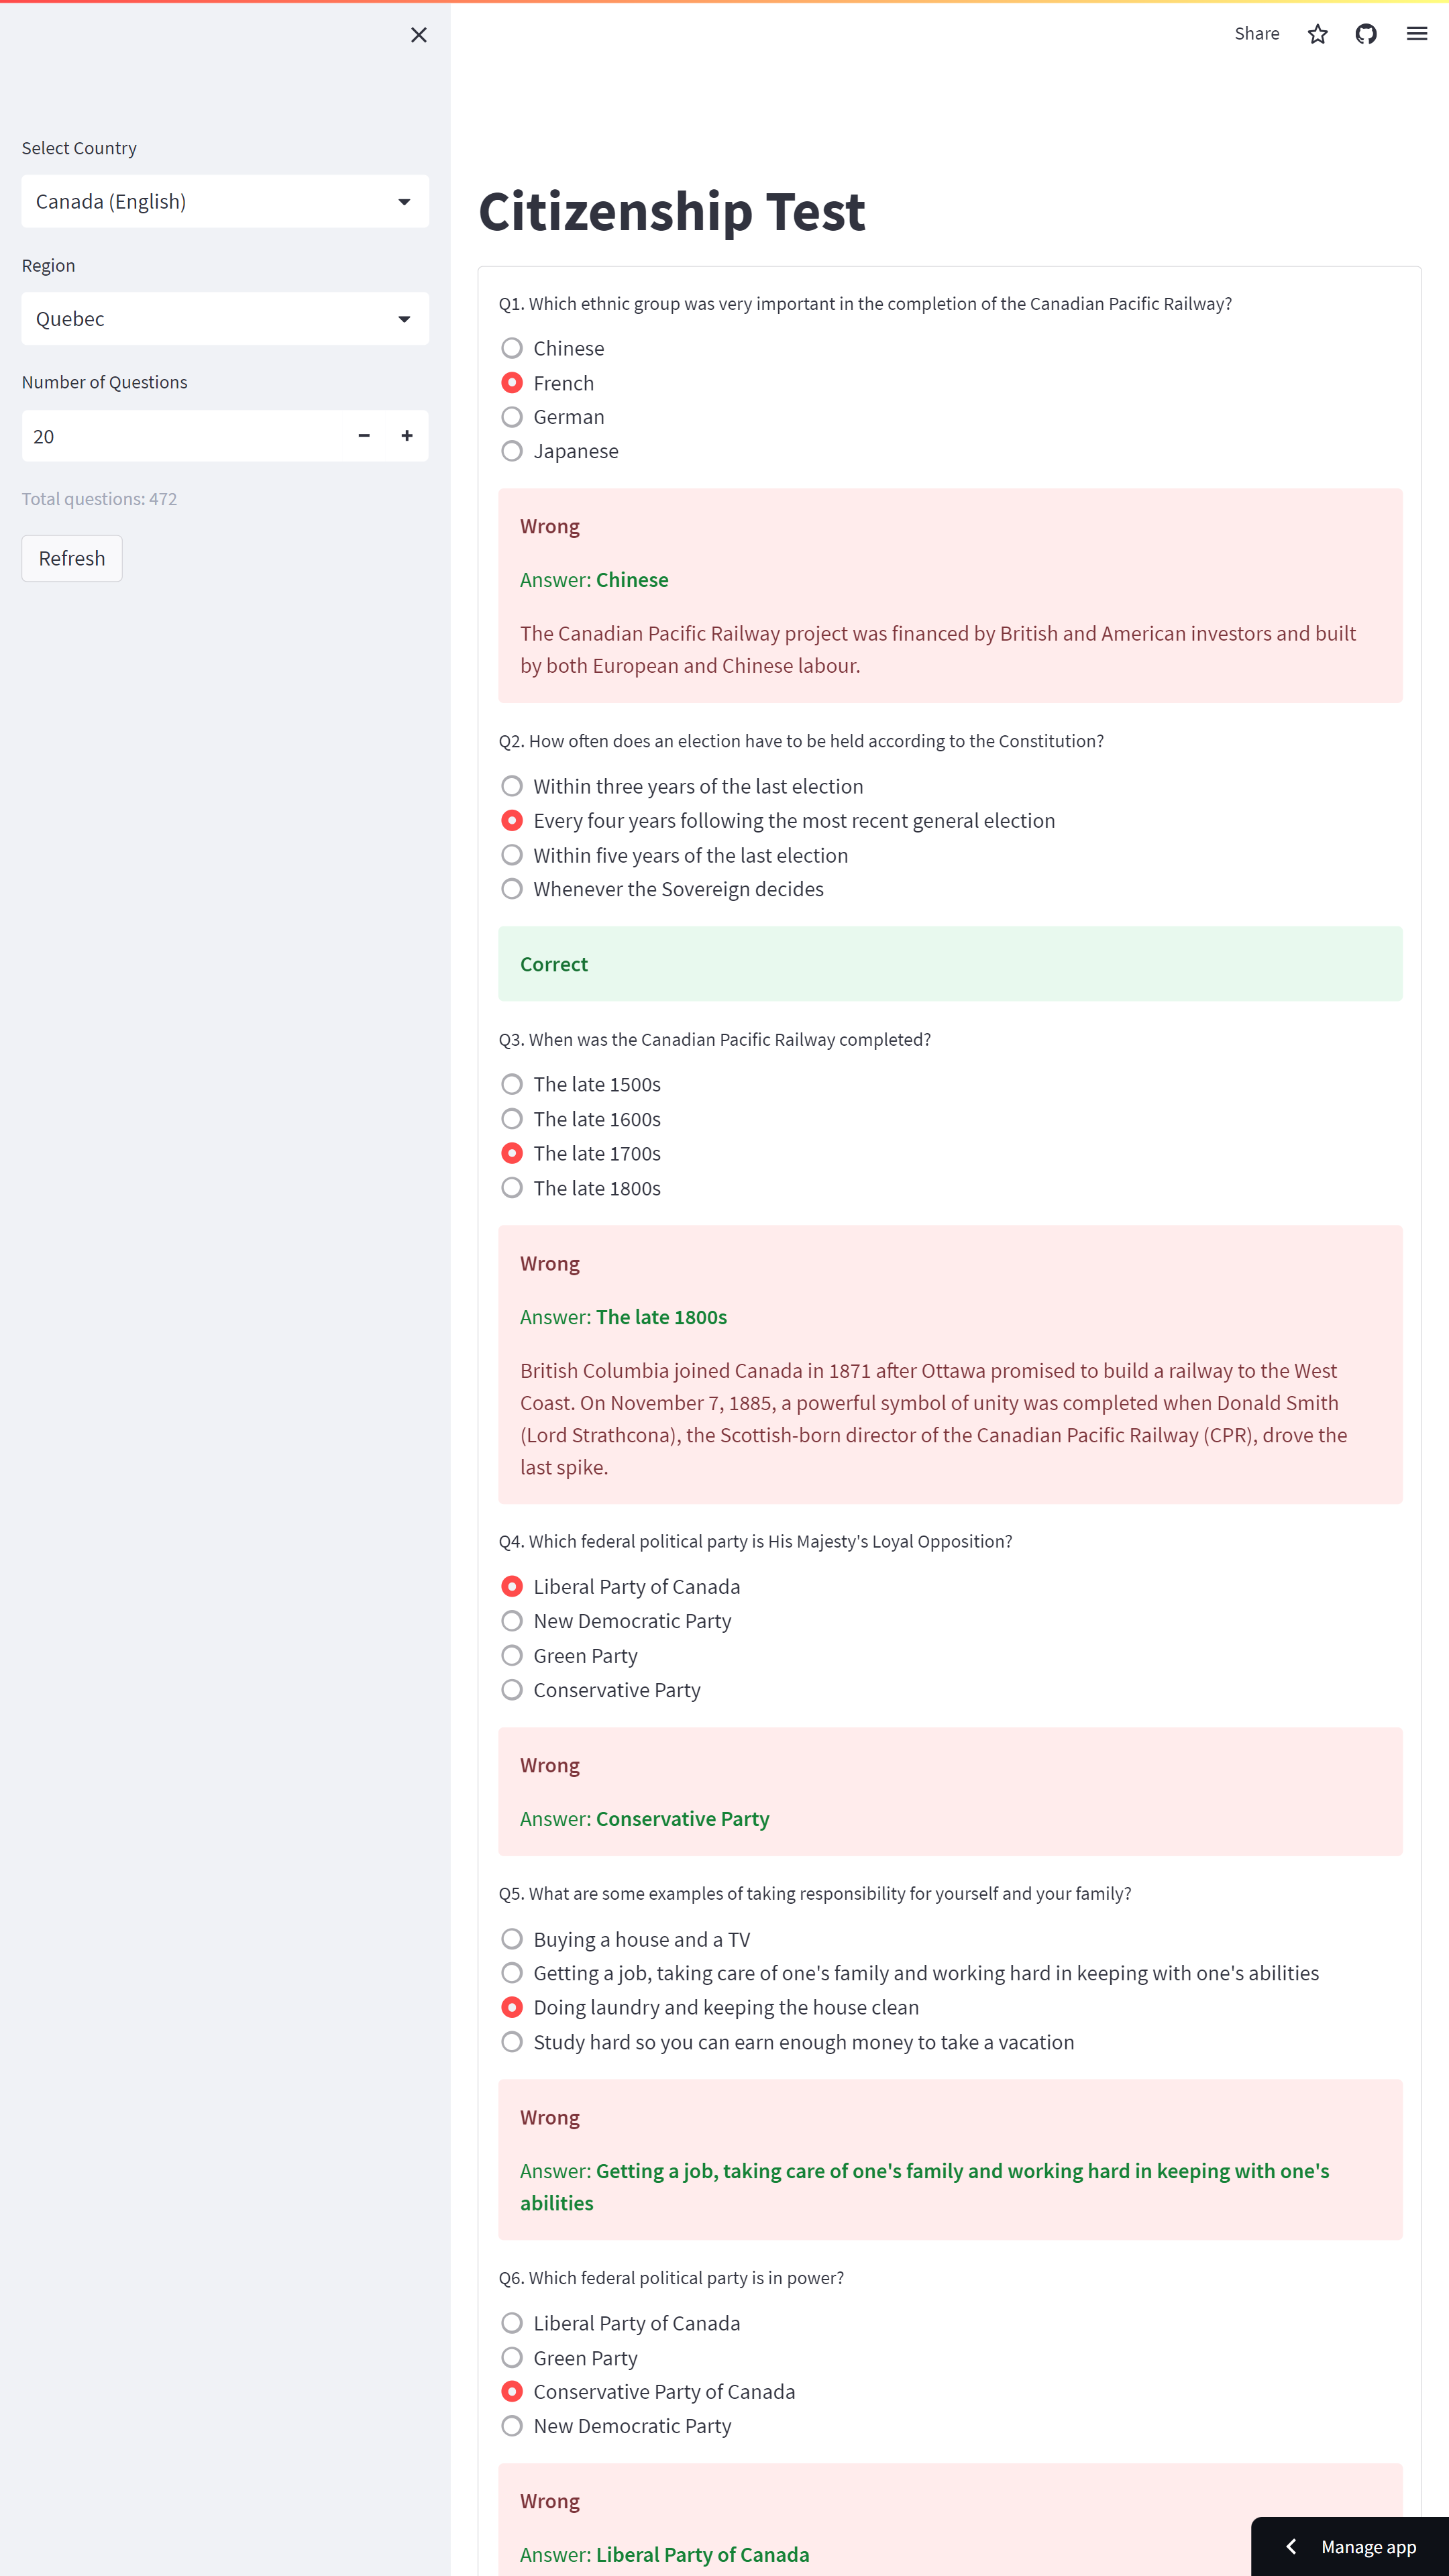 Share
Select Country
Canada (English)
Region
Quebec
Number of Questions
20
Total questions: 472
Refresh
Citizenship Test
Q1. Which ethnic group was very important in the completion of the Canadian Pacific Railway?
Chinese
French
German
Japanese
Wrong
Answer: Chinese
The Canadian Pacific Railway project was financed by British and American investors and built
by both European and Chinese labour.
Q2. How often does an election have to be held according to the Constitution?
Within three years of the last election
Every four years following the most recent general election
Within five years of the last election
Whenever the Sovereign decides
Correct
Q3. When was the Canadian Pacific Railway completed?
The late 1500s
The late 1600s
The late 1700s
The late 1800s
Wrong
Answer: The late 1800s
British Columbia joined Canada in 1871 after Ottawa promised to build a railway to the West
Coast. On November 7, 1885, a powerful symbol of unity was completed when Donald Smith
(Lord Strathcona), the Scottish-born director of the Canadian Pacific Railway (CPR), drove the
last spike.
Q4. Which federal political party is His Majesty's Loyal Opposition?
Liberal Party of Canada
New Democratic Party
Green Party
Conservative Party
Wrong
Answer: Conservative Party
Q5. What are some examples of taking responsibility for yourself and your family?
Buying a house and a TV
Getting a job, taking care of one's family and working hard in keeping with one's abilities
Doing laundry and keeping the house clean
Study hard so you can earn enough money to take a vacation
Wrong
Answer: Getting a job, taking care of one's family and working hard in keeping with one's
abilities
Q6. Which federal political party is in power?
Liberal Party of Canada
Green Party
Conservative Party of Canada
New Democratic Party
Wrong
Answer: Liberal Party of Canada
Manage app